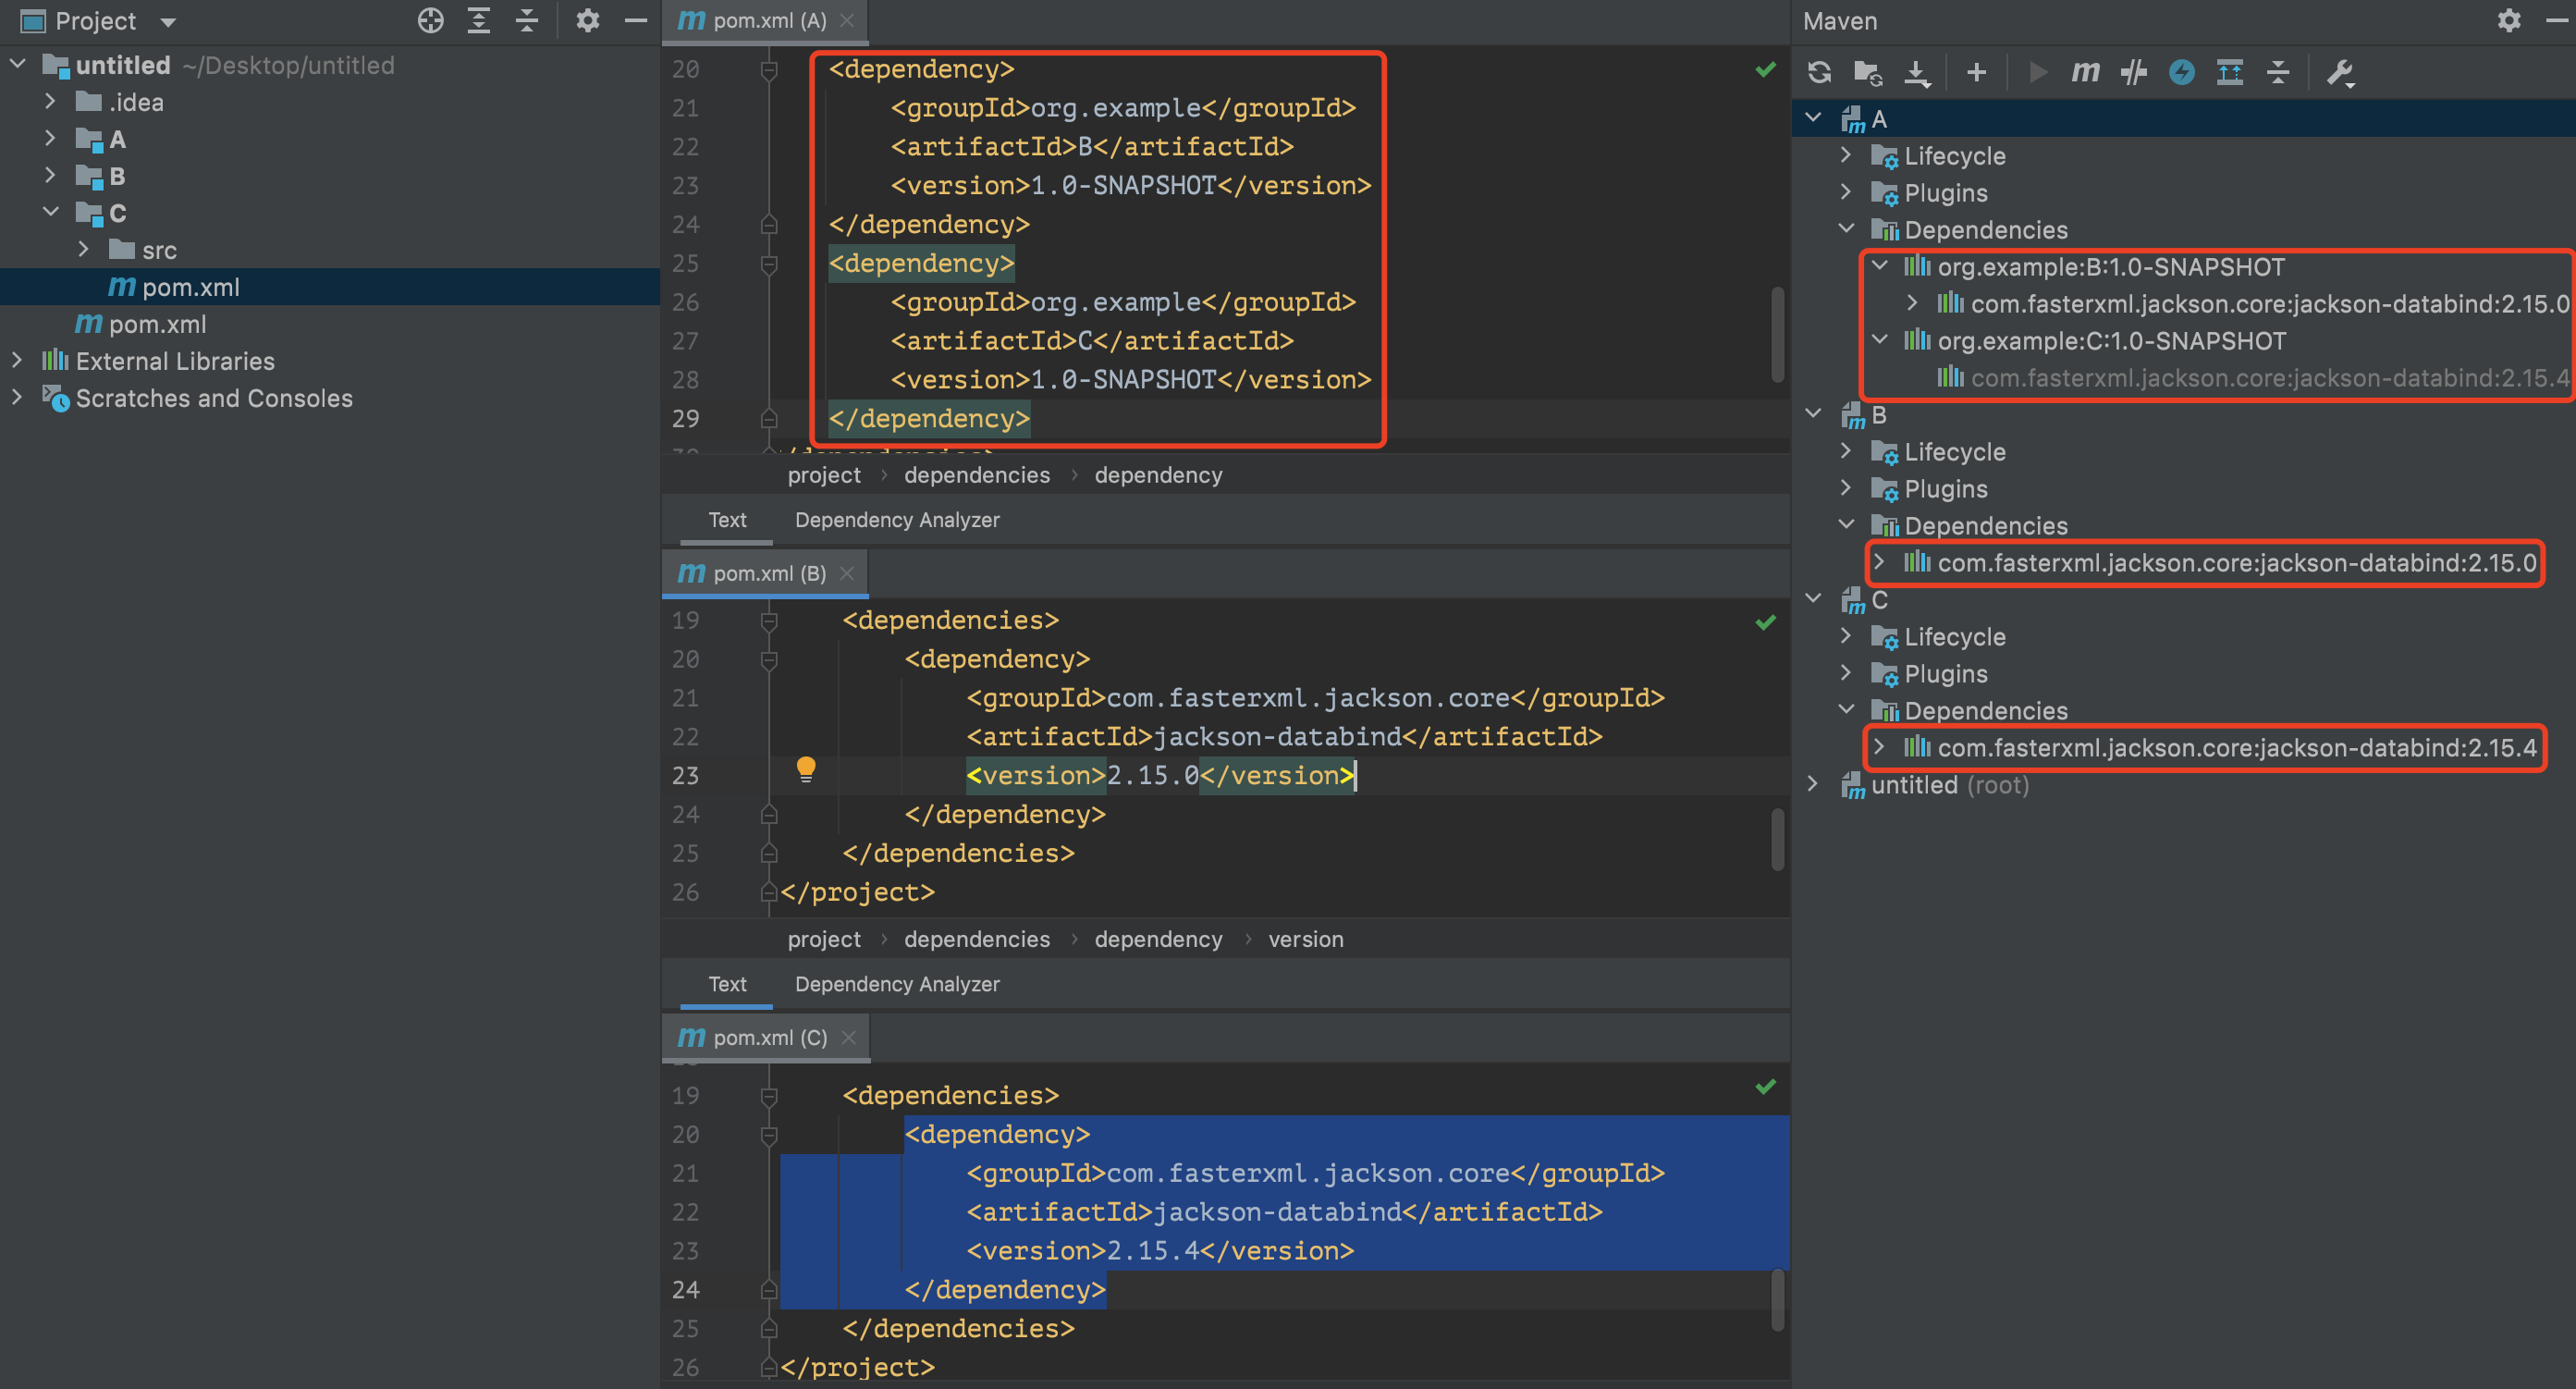 Project
untitled ~/Desktop/untitled
.idea
A
B
C
src
pom.xml
pom.xml
External Libraries
Scratches and Consoles
pom.xml (A)
20 <dependency>
21 <groupId>org.example</groupId>
22 <artifactId>B</artifactId>
23 <version>1.0-SNAPSHOT</version>
24 </dependency>
25 <dependency>
26 <groupId>org.example</groupId>
27 <artifactId>C</artifactId>
28 <version>1.0-SNAPSHOT</version>
29 </dependency>
30 </dependencies>
project dependencies dependency
Text Dependency Analyzer
pom.xml (B)
19 <dependencies>
20 <dependency>
21 <groupId>com.fasterxml.jackson.core</groupId>
22 <artifactId>jackson-databind</artifactId>
23 <version>2.15.0</version>
24 </dependency>
25 </dependencies>
26 </project>
project dependencies dependency version
Text Dependency Analyzer
pom.xml (C)
19 <dependencies>
20 <dependency>
21 <groupId>com.fasterxml.jackson.core</groupId>
22 <artifactId>jackson-databind</artifactId>
23 <version>2.15.4</version>
24 </dependency>
25 </dependencies>
26 </project>
Maven
A
Lifecycle
Plugins
Dependencies
org.example:B:1.0-SNAPSHOT
com.fasterxml.jackson.core:jackson-databind:2.15.0
org.example:C:1.0-SNAPSHOT
com.fasterxml.jackson.core:jackson-databind:2.15.4
B
Lifecycle
Plugins
Dependencies
com.fasterxml.jackson.core:jackson-databind:2.15.0
C
Lifecycle
Plugins
Dependencies
com.fasterxml.jackson.core:jackson-databind:2.15.4
untitled (root)